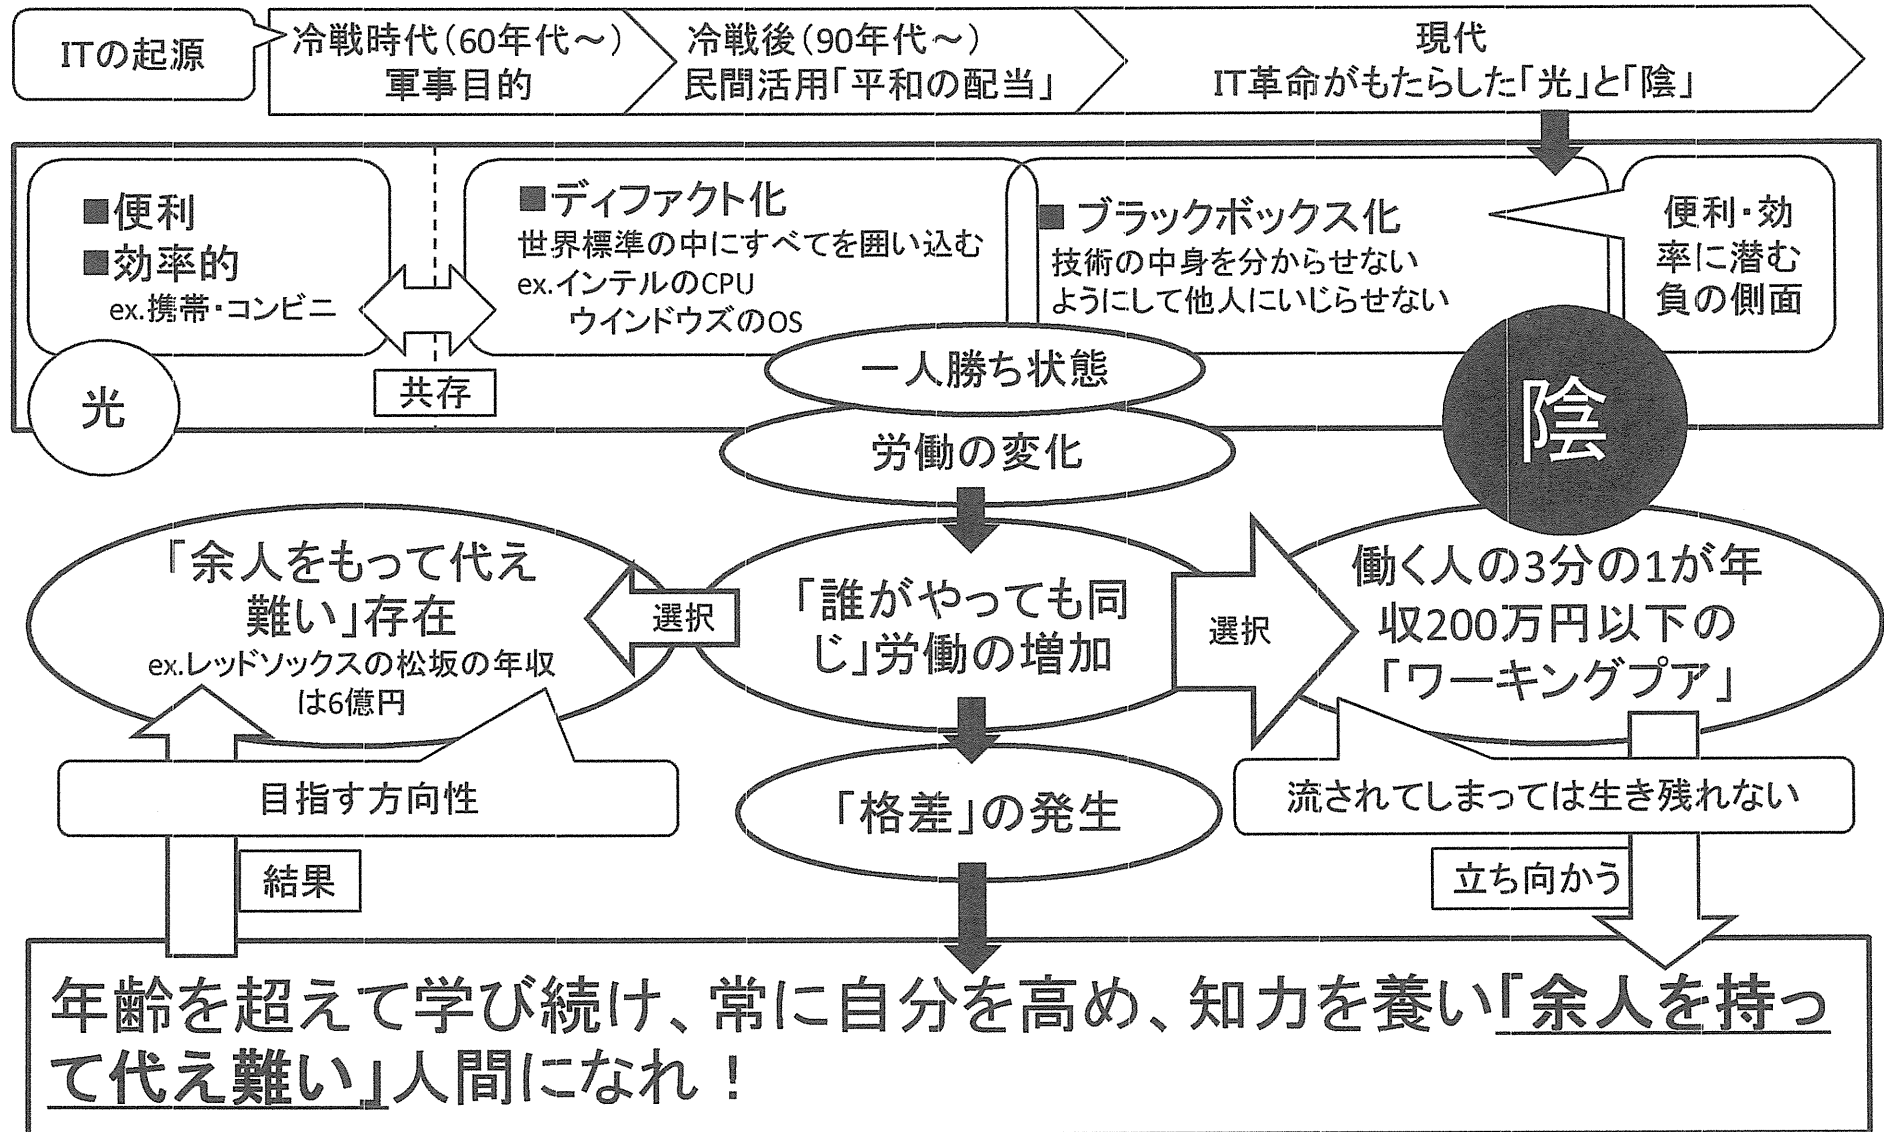 ITの起源
冷戦時代(60年代～)
軍事目的
冷戦後(90年代～)
民間活用「平和の配当」
現代
IT革命がもたらした「光」と「陰」
■便利
■効率的
ex.携帯・コンビニ
■ディファクト化
世界標準の中にすべてを囲い込む
ex.インテルのCPU
ウインドウズのOS
■ブラックボックス化
技術の中身を分からせない
ようにして他人にいじらせない
便利・効
率に潜む
負の側面
光
共存
一人勝ち状態
陰
労働の変化
「余人をもって代え
難い」存在
ex.レッドソックスの松坂の年収
は6億円
選択
「誰がやっても同
じ」労働の増加
選択
働く人の3分の1が年
収200万円以下の
「ワーキングプア」
目指す方向性
「格差」の発生
流されてしまっては生き残れない
結果
立ち向かう
年齢を超えて学び続け、常に自分を高め、知力を養い「余人を持っ
て代え難い」人間になれ！